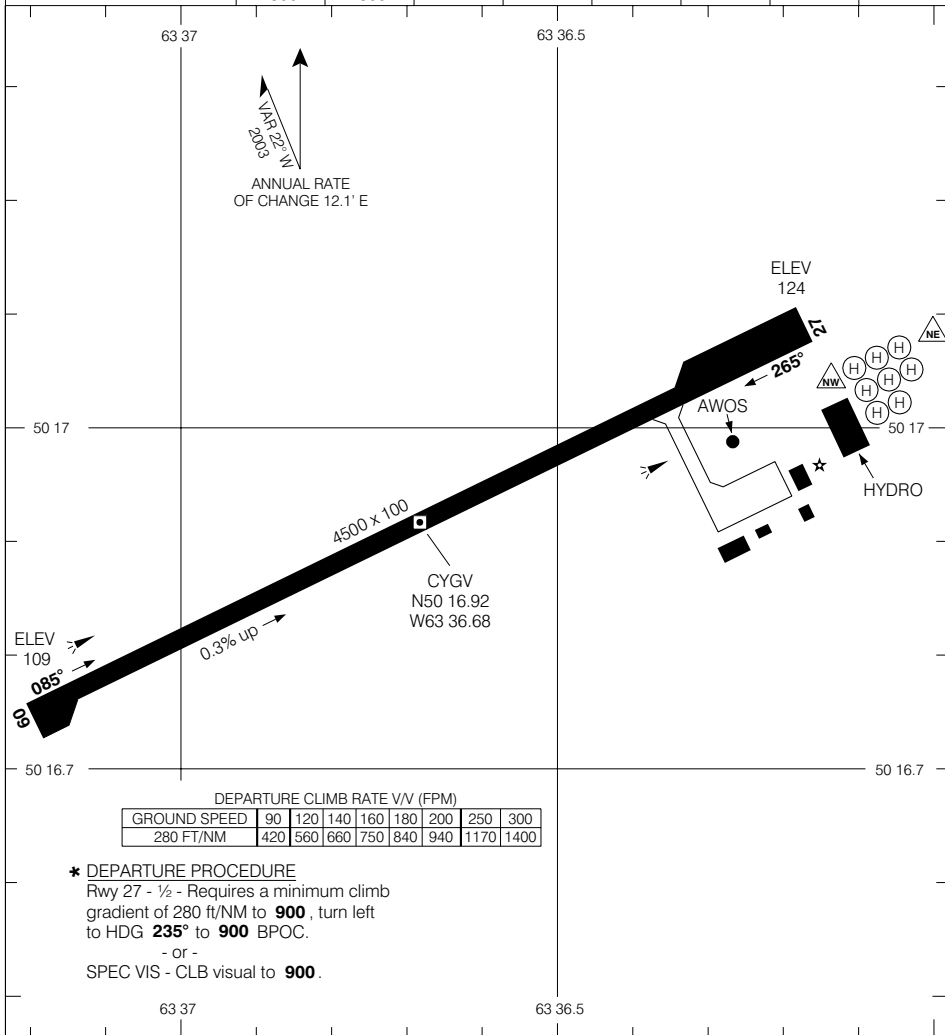 63 37
63 36.5
VAR 22° W
2003
ANNUAL RATE
OF CHANGE 12.1' E
ELEV
124
27
NE
265°
H
H
H
H
H
H
H
H
NW
AWOS
50 17
50 17
HYDRO
4500 x 100
CYGV
N50 16.92
W63 36.68
0.3% up
ELEV
109
085°
09
50 16.7
50 16.7
DEPARTURE CLIMB RATE V/V (FPM)
GROUND SPEED 90 120 140 160 180 200 250 300
280 FT/NM 420 560 660 750 840 940 1170 1400
* DEPARTURE PROCEDURE
Rwy 27 - ½ - Requires a minimum climb
gradient of 280 ft/NM to 900 , turn left
to HDG 235° to 900 BPOC.
- or -
SPEC VIS - CLB visual to 900 .
63 37
63 36.5